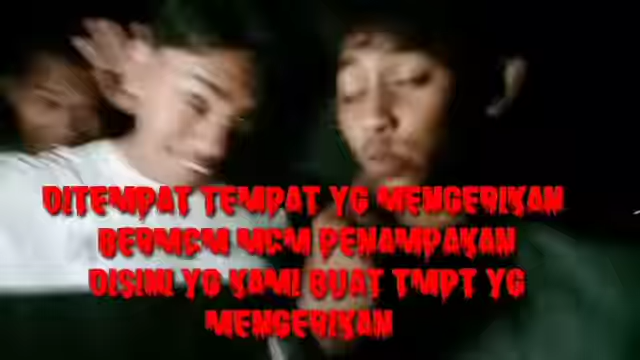 DITEMPAT TEMPAT YG MENGERIKAN
BERMCM MCM PENAMPAKAN
DISINI YG KAMI BUAT TMPT YG
MENGERIKAN